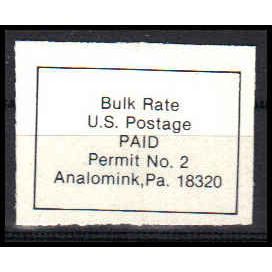 Bulk Rate
U.S. Postage
PAID
Permit No. 2
Analomink,Pa. 18320